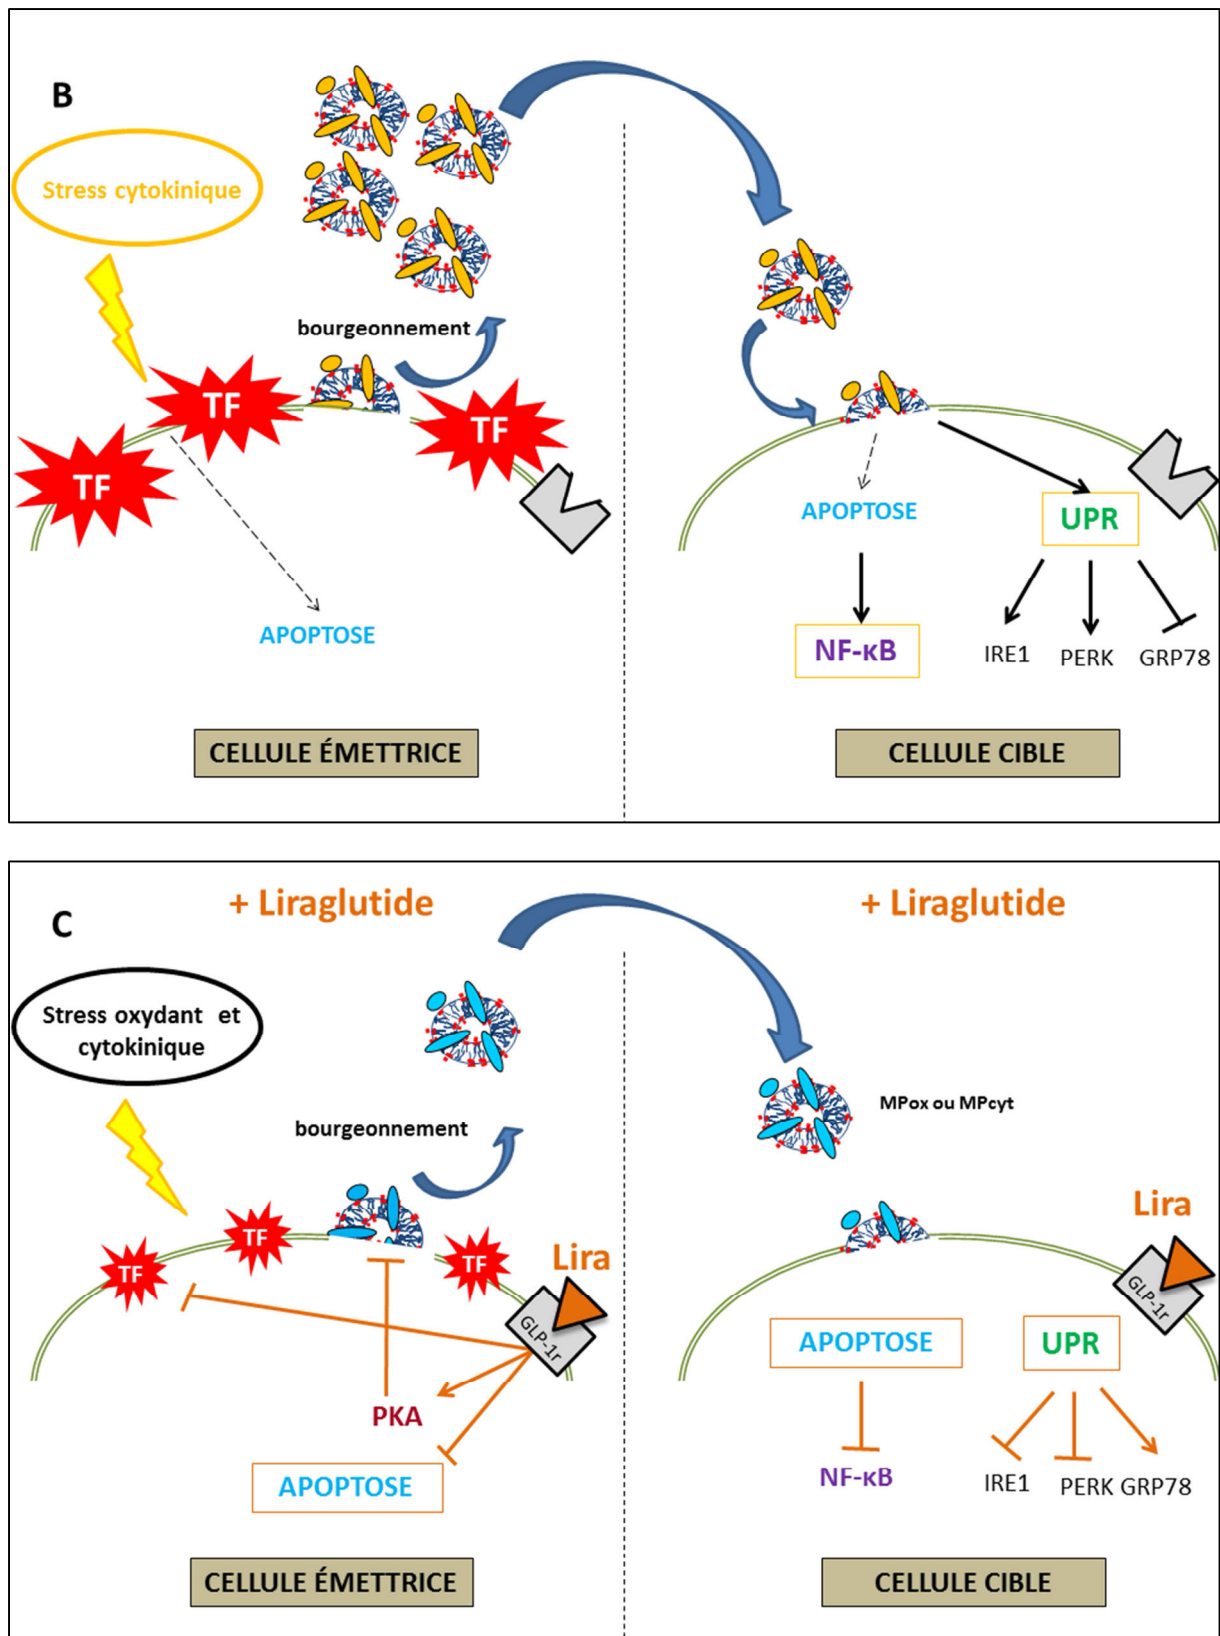 B
Stress cytokinique
bourgeonnement
TF
TF
TF
APOPTOSE
APOPTOSE
UPR
NF-κB
IRE1
PERK
GRP78
CELLULE ÉMETTRICE
CELLULE CIBLE
+ Liraglutide
+ Liraglutide
C
Stress oxydant et
cytokinique
MPox ou MPcyt
bourgeonnement
Lira
TF
TF
TF
Lira
GLP-1r
GLP-1r
APOPTOSE
UPR
PKA
APOPTOSE
NF-κB
IRE1
PERK
GRP78
CELLULE ÉMETTRICE
CELLULE CIBLE